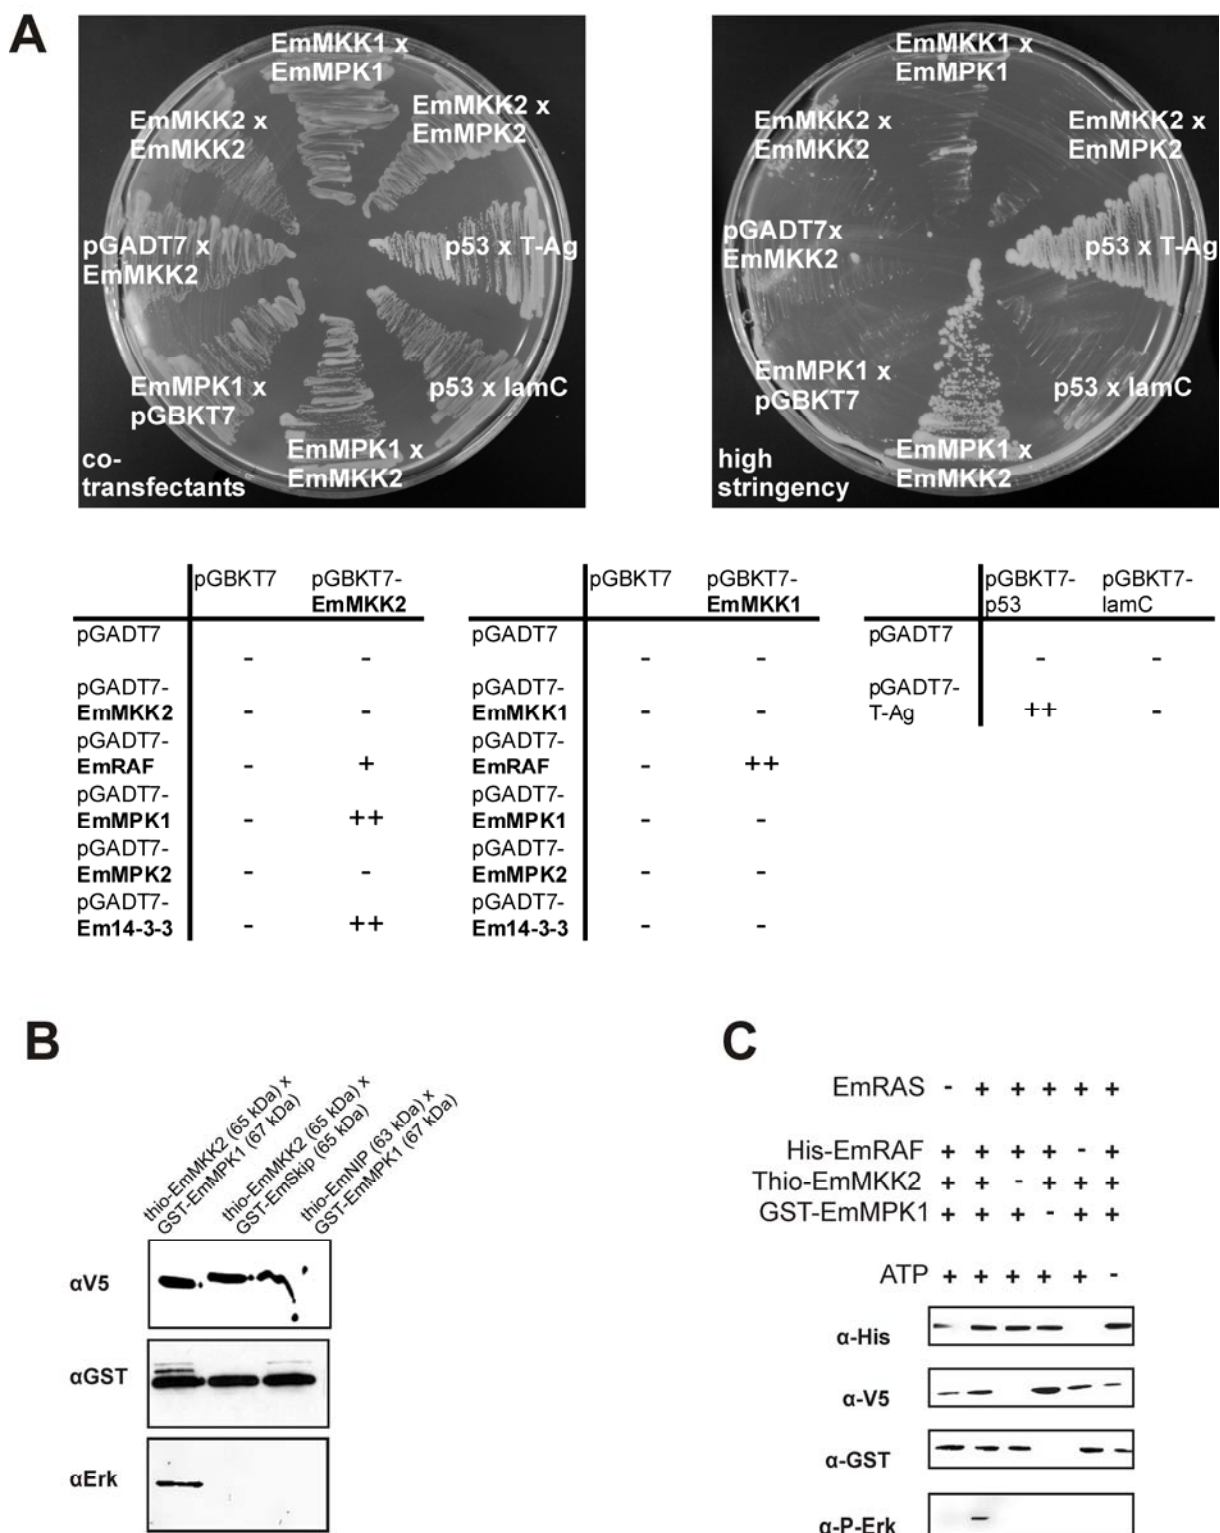 A
EmMKK1 x
EmMPK1
EmMKK2 x
EmMPK2
EmMKK2 x
EmMKK2
pGADT7 x
EmMKK2
p53 x T-Ag
EmMPK1 x
pGBKT7
p53 x lamC
EmMPK1 x
EmMKK2
co-
transfectants
EmMKK1 x
EmMPK1
EmMKK2 x
EmMKK2
EmMKK2 x
EmMPK2
pGADT7x
EmMKK2
p53 x T-Ag
EmMPK1 x
pGBKT7
p53 x lamC
EmMPK1 x
EmMKK2
high
stringency
pGBKT7 pGBKT7-
EmMKK2
pGADT7
- -
pGADT7-
EmMKK2 - -
pGADT7-
EmRAF - +
pGADT7-
EmMPK1 - ++
pGADT7-
EmMPK2 - -
pGADT7-
Em14-3-3 - ++
pGBKT7 pGBKT7-
EmMKK1
pGADT7
- -
pGADT7-
EmMKK1 - -
pGADT7-
EmRAF - ++
pGADT7-
EmMPK1 - -
pGADT7-
EmMPK2 - -
pGADT7-
Em14-3-3 - -
pGBKT7- pGBKT7-
p53 lamC
pGADT7
- -
pGADT7-
T-Ag ++ -
B
thio-EmMKK2 (65 kDa) x
GST-EmMPK1 (67 kDa)
thio-EmMKK2 (65 kDa) x
GST-EmSkip (65 kDa)
thio-EmNIP (63 kDa) x
GST-EmMPK1 (67 kDa)
αV5
αGST
αErk
C
EmRAS - + + + + +
His-EmRAF + + + + - +
Thio-EmMKK2 + + - + + +
GST-EmMPK1 + + + - + +
ATP + + + + + -
α-His
α-V5
α-GST
α-P-Erk